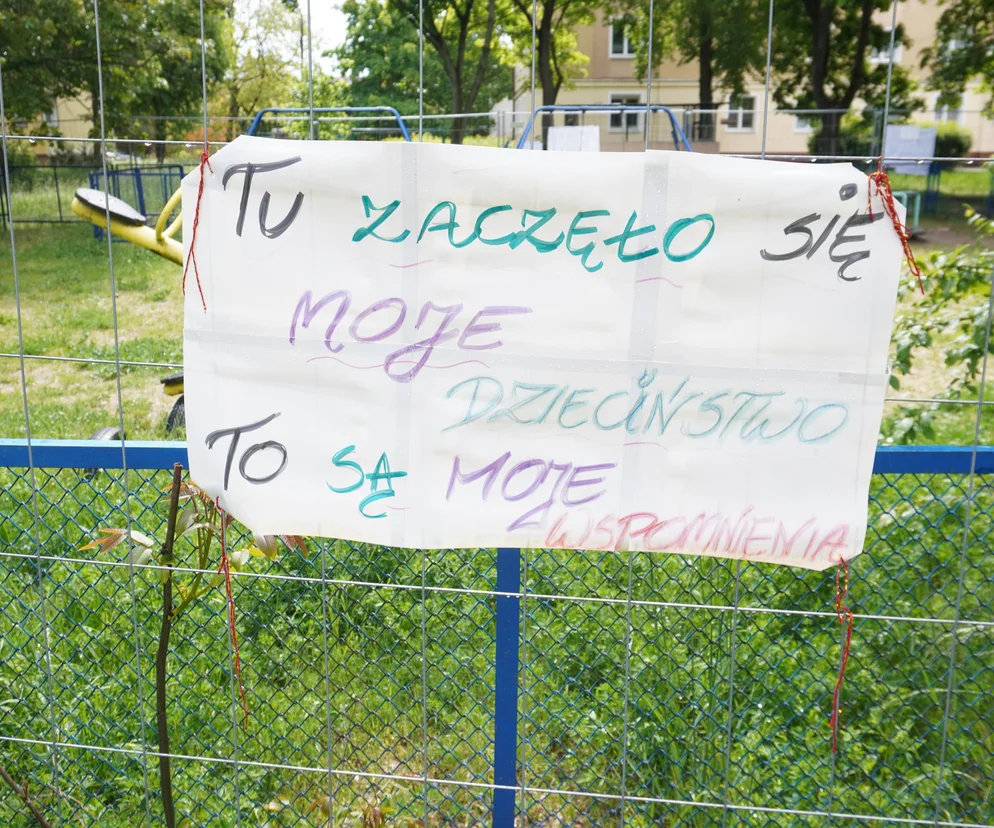 TU ZACZĘŁO SIĘ
MOJE
DZIECIŃSTWO
TO SĄ MOJE
WSPOMNIENIA